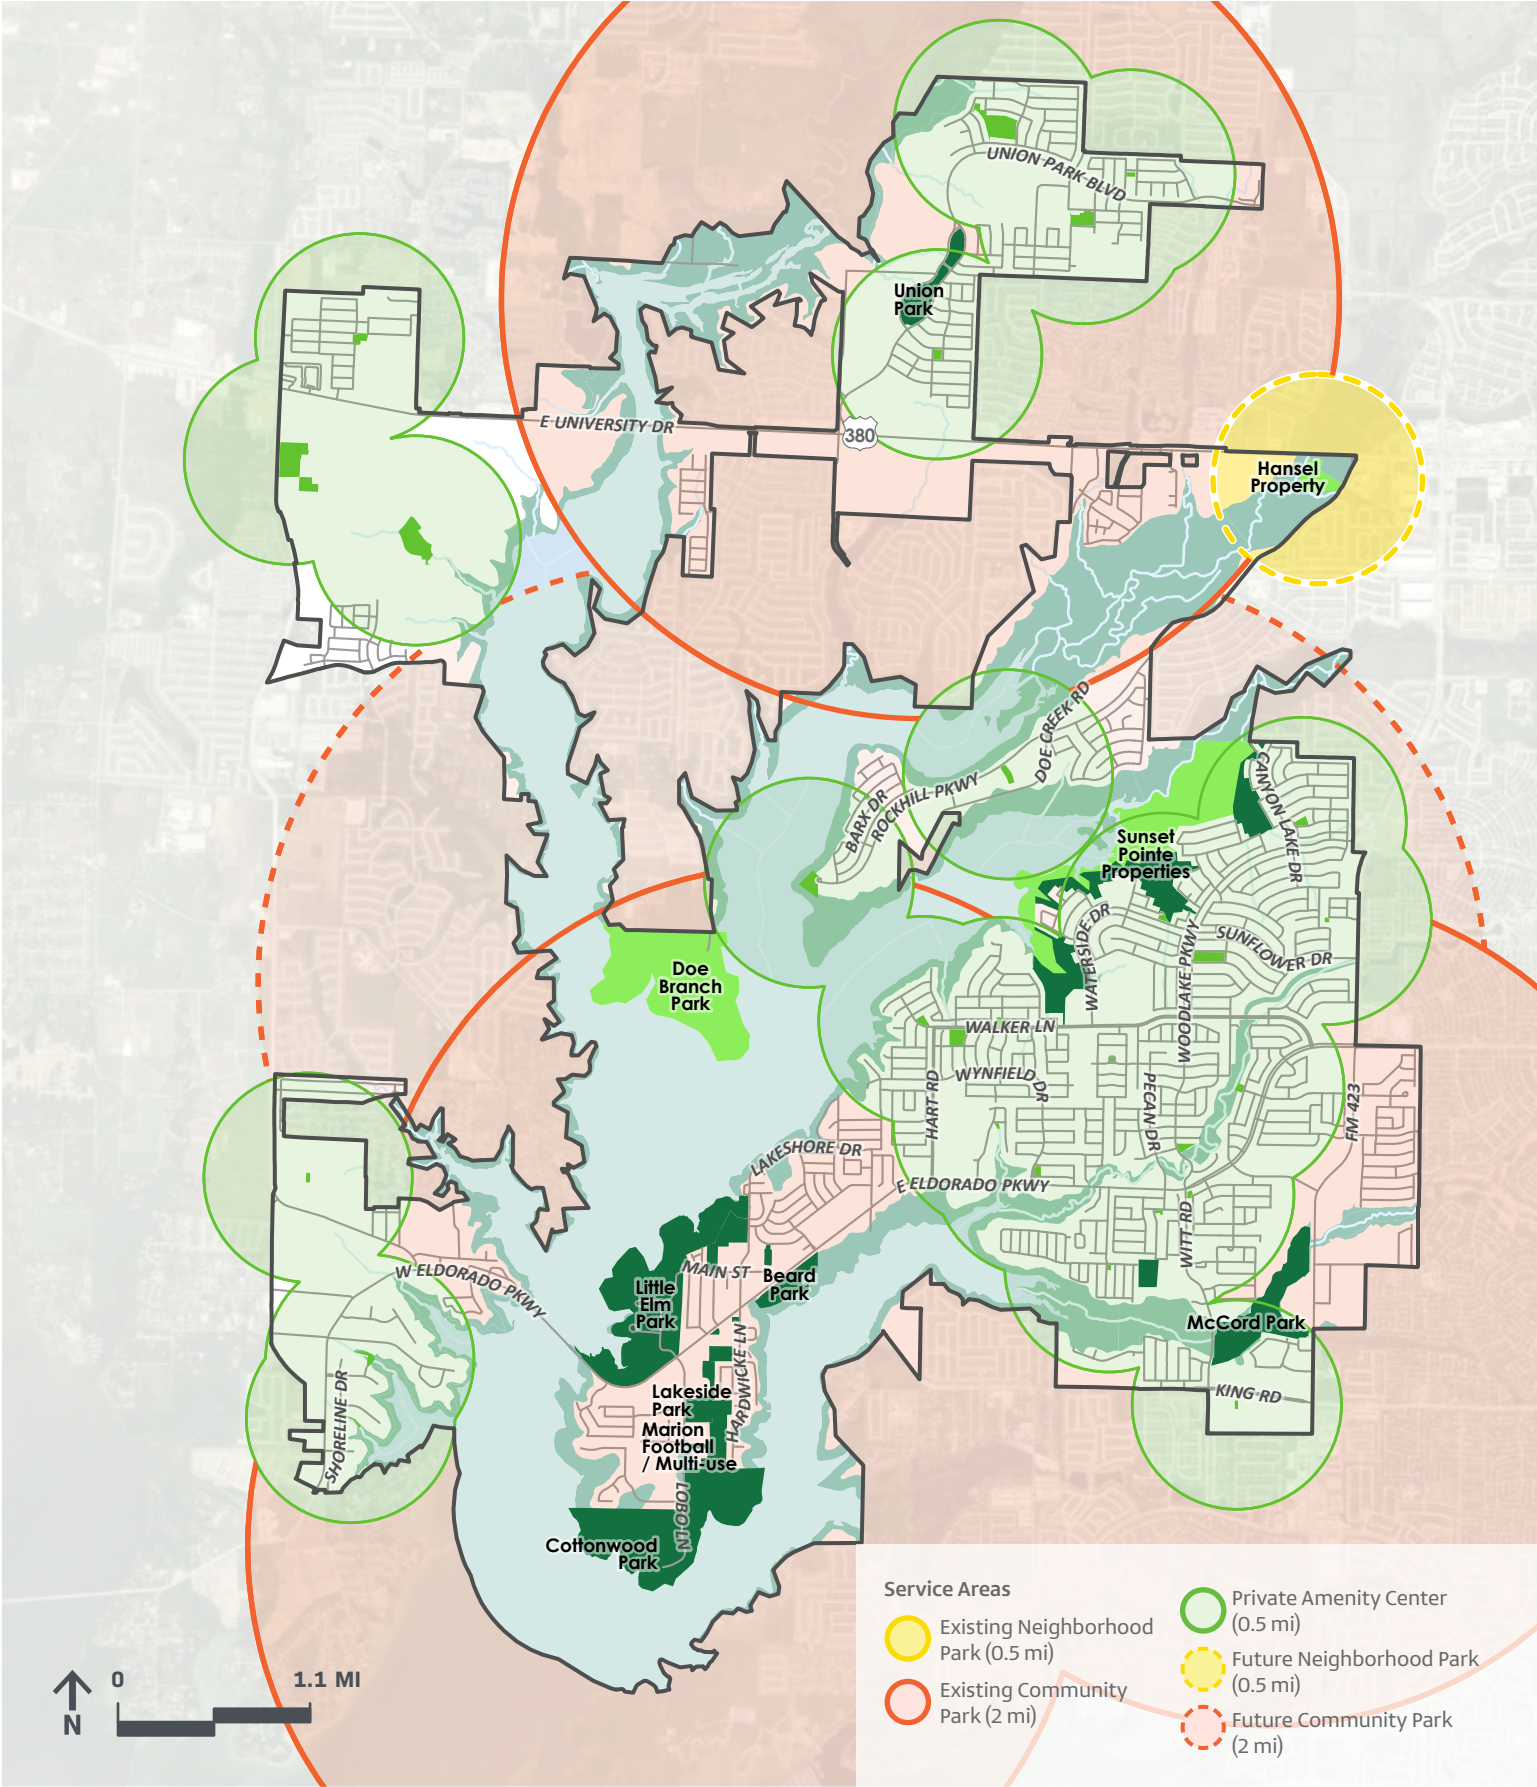 UNION PARK BLVD
Union
Park
E UNIVERSITY DR
380
Hansel
Property
DOE CREEK RD
ROCKHILL PKWY
BARX DR
CANYON LAKE DR
Sunset
Pointe
Properties
WATERSIDE DR
WOODLAKE PKWY
SUNFLOWER DR
Doe
Branch
Park
WALKER LN
WYNFIELD DR
HART RD
PECAN DR
FM 423
LAKESHORE DR
E ELDORADO PKWY
WITT RD
W ELDORADO PKWY
MAIN ST
Little
Elm
Park
Beard
Park
McCord Park
HARDWICKE LN
KING RD
SHORELINE DR
Lakeside
Park
Marion
Football
/ Multi-use
LOBO LN
Cottonwood
Park
Service Areas
Existing Neighborhood
Park (0.5 mi)
Existing Community
Park (2 mi)
Private Amenity Center
(0.5 mi)
Future Neighborhood Park
(0.5 mi)
Future Community Park
(2 mi)
0 1.1 MI
N